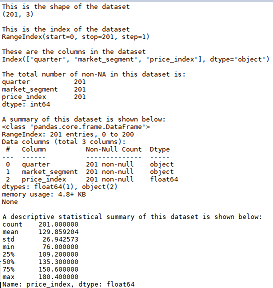 This is the shape of the dataset
(201, 3)
This is the index of the dataset
RangeIndex(start=0, stop=201, step=1)
These are the columns in the dataset
Index(["quarter", "market_segment", "price_index"], dtype="object")
The total number of non-NA in this dataset is:
quarter 201
market_segment 201
price_index 201
dtype: int64
A summary of this dataset is shown below:
<class "pandas.core.frame.DataFrame">
RangeIndex: 201 entries, 0 to 200
Data columns (total 3 columns):
# Column Non-Null Count Dtype
--- ------ -------------- -----
0 quarter 201 non-null object
1 market_segment 201 non-null object
2 price_index 201 non-null float64
dtypes: float64(1), object(2)
memory usage: 4.8+ KB
None
A descriptive statistical summary of this dataset is shown below:
count 201.000000
mean 129.859204
std 26.942573
min 76.000000
25% 109.200000
50% 135.300000
75% 150.600000
max 180.400000
Name: price_index, dtype: float64